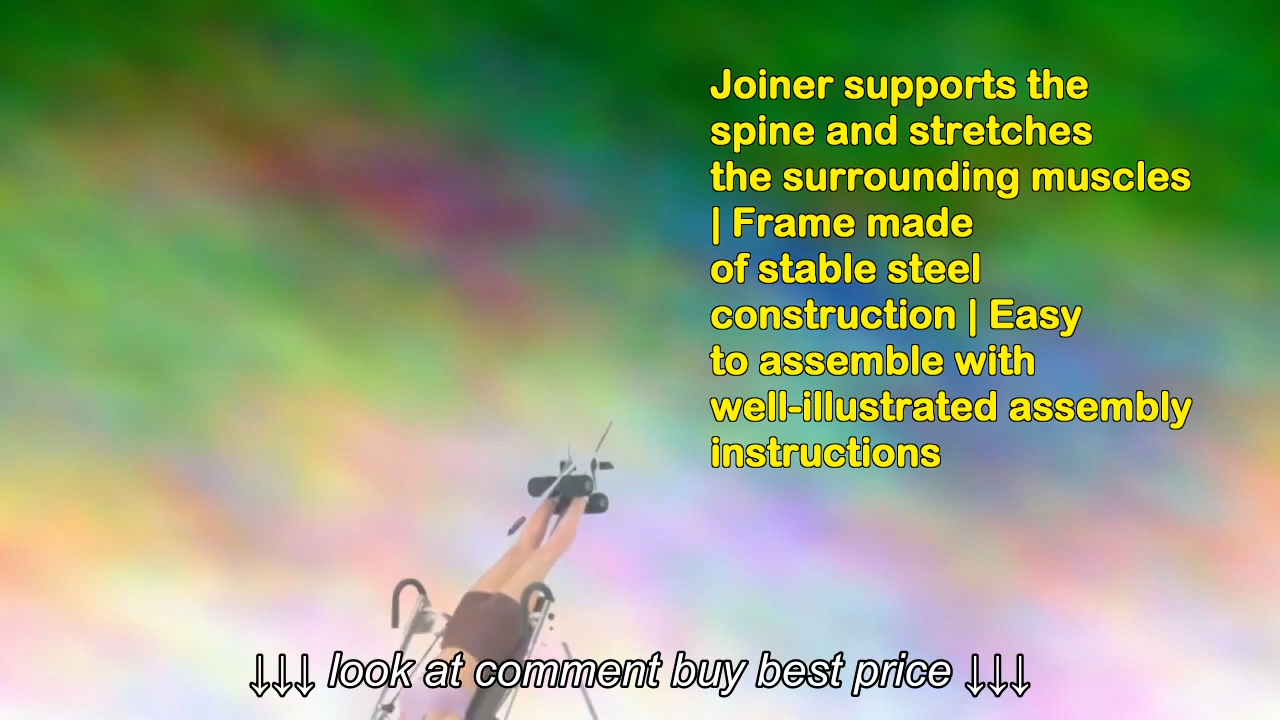 Joiner supports the
spine and stretches
the surrounding muscles
| Frame made
of stable steel
construction | Easy
to assemble with
well-illustrated assembly
instructions
↓↓↓ look at comment buy best price ↓↓↓